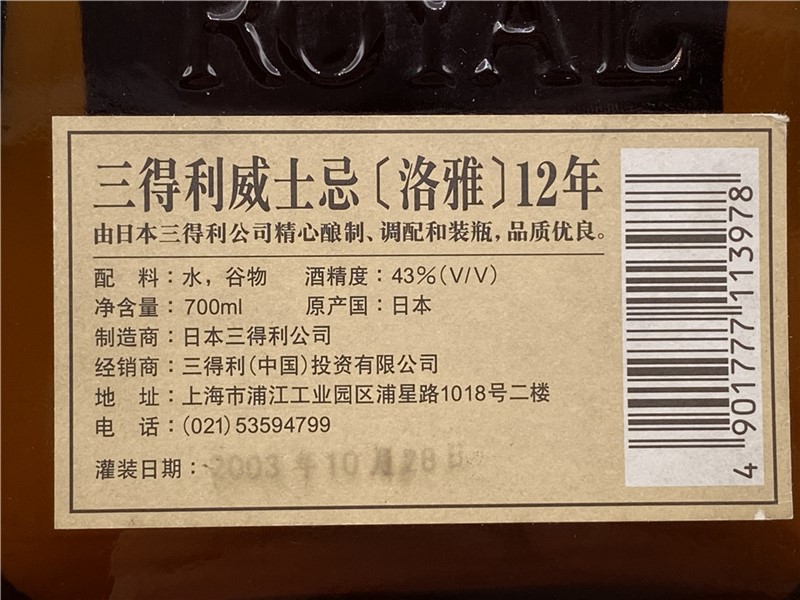 ROYAL
三得利威士忌〔洛雅〕12年
由日本三得利公司精心酿制、调配和装瓶，品质优良。
配 料：水，谷物 酒精度：43%(V/V)
净含量：700ml 原产国：日本
制造商：日本三得利公司
经销商：三得利(中国)投资有限公司
地 址：上海市浦江工业园区浦星路1018号二楼
电 话：(021)53594799
灌装日期：2003年10月28日
4901777113978